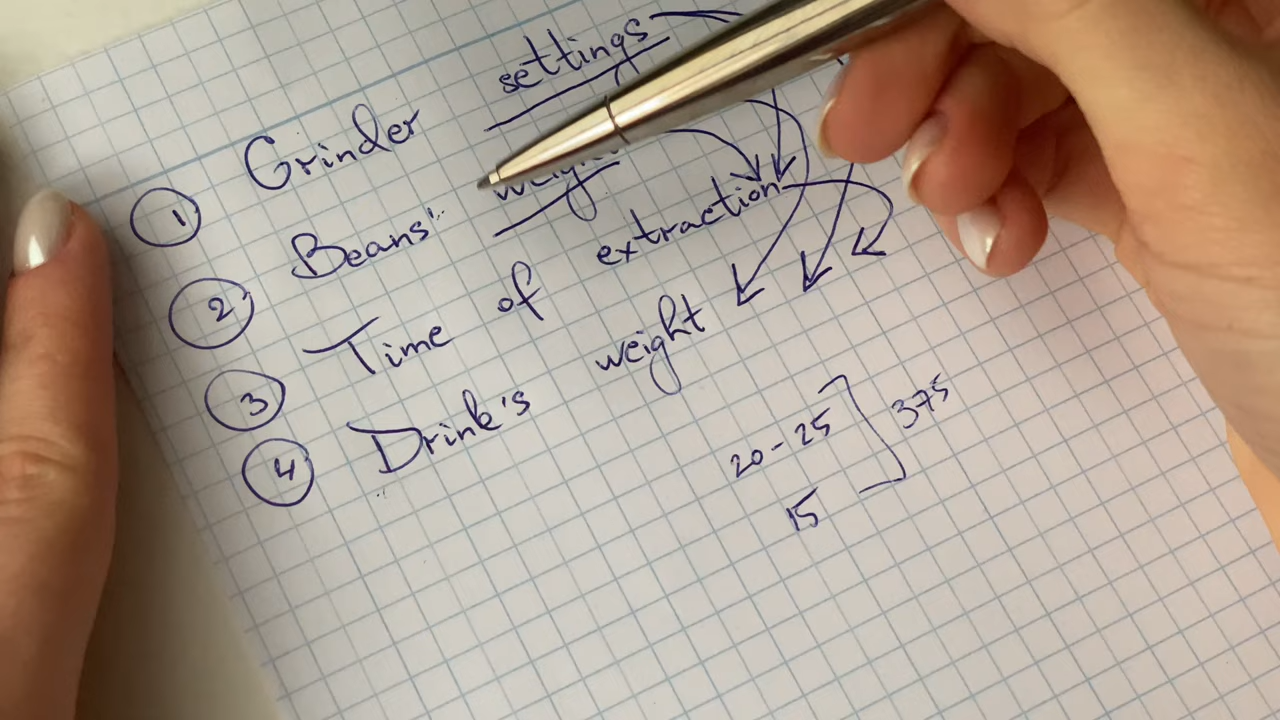 ① Grinder settings
② Beans' weight
③ Time of extraction
④ Drink's weight
20-25
15
375